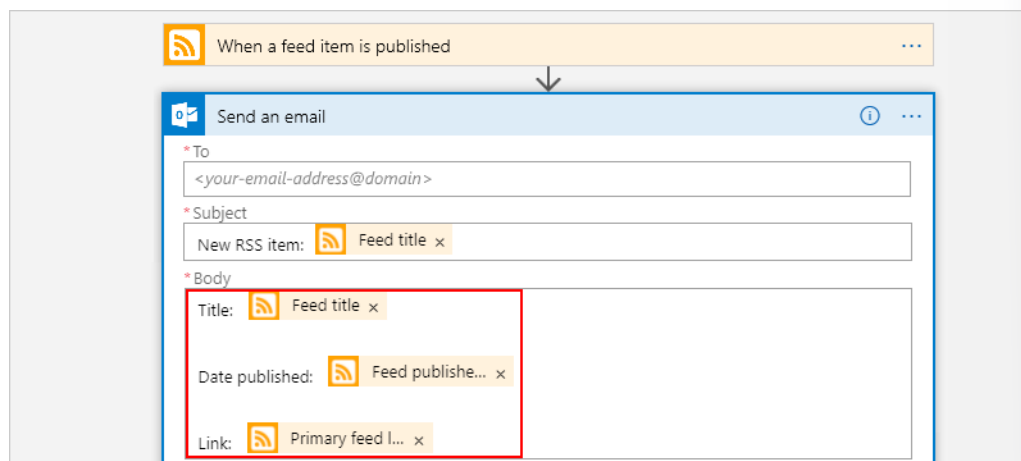 When a feed item is published ...
Send an email ...
* To
<your-email-address@domain>
* Subject
New RSS item: Feed title ×
* Body
Title: Feed title ×
Date published: Feed publishe... ×
Link: Primary feed l... ×